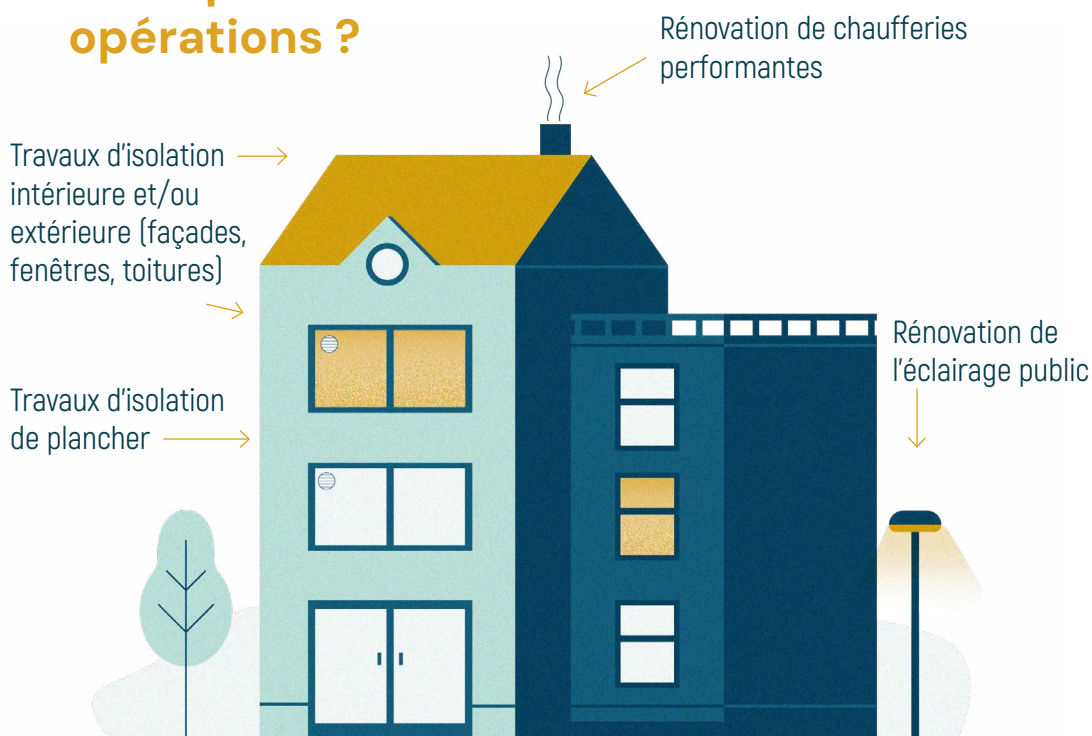 opérations ?
Rénovation de chaufferies
performantes
Travaux d'isolation
intérieure et/ou
extérieure (façades,
fenêtres, toitures)
Travaux d'isolation
de plancher
Rénovation de
l'éclairage public